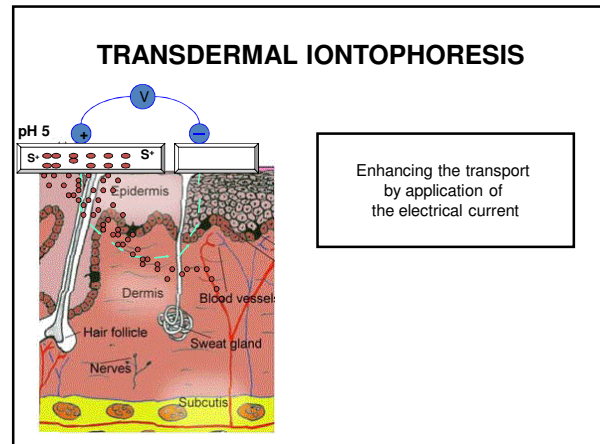 TRANSDERMAL IONTOPHORESIS
V
pH 5
+
−
S⁺ S⁺
Enhancing the transport
by application of
the electrical current
Epidermis
Dermis
Blood vessels
Hair follicle
Sweat gland
Nerves
Subcutis